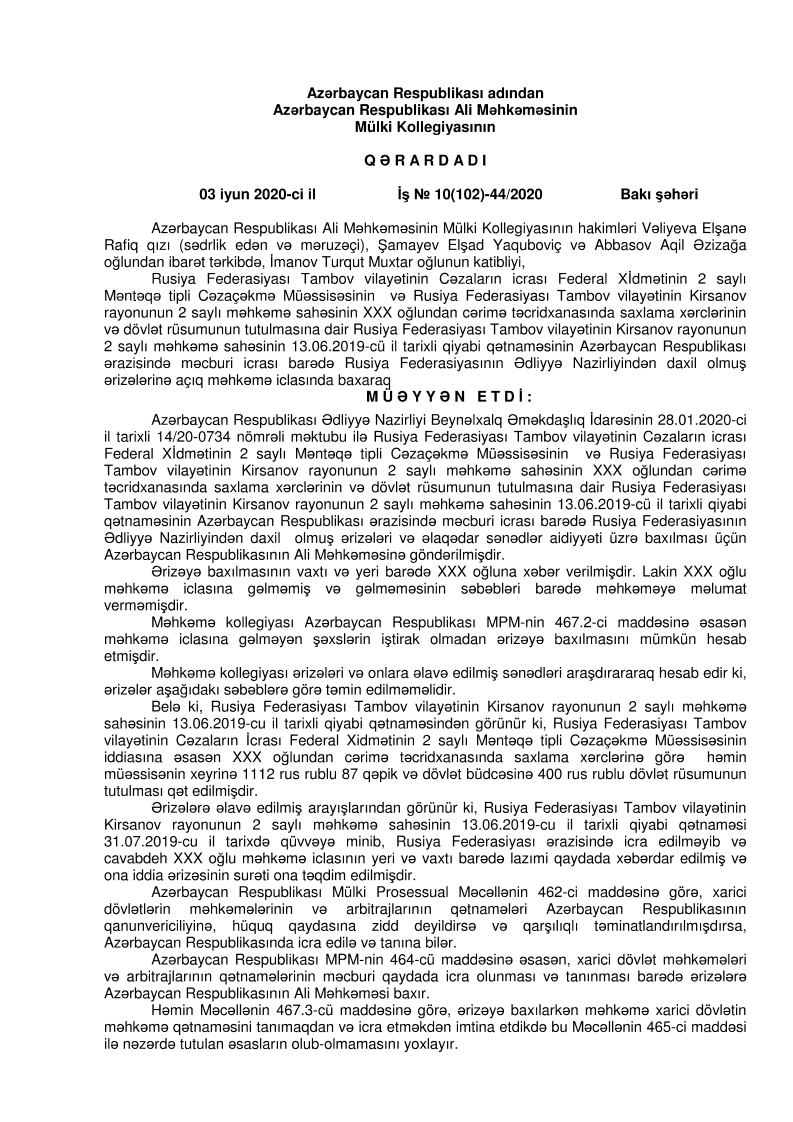 Azərbaycan Respublikası adından
Azərbaycan Respublikası Ali Məhkəməsinin
Mülki Kollegiyasının
Q Ə R A R D A D I
03 iyun 2020-ci il İş № 10(102)-44/2020 Bakı şəhəri
Azərbaycan Respublikası Ali Məhkəməsinin Mülki Kollegiyasının hakimləri Vəliyeva Elşanə
Rafiq qızı (sədrlik edən və məruzəçi), Şamayev Elşad Yaquboviç və Abbasov Aqil Əzizağa
oğlundan ibarət tərkibdə, İmanov Turqut Muxtar oğlunun katibliyi,
Rusiya Federasiyası Tambov vilayətinin Cəzaların icrası Federal Xİdmətinin 2 saylı
Məntəqə tipli Cəzaçəkmə Müəssisəsinin və Rusiya Federasiyası Tambov vilayətinin Kirsanov
rayonunun 2 saylı məhkəmə sahəsinin XXX oğlundan cərimə təcridxanasında saxlama xərclərinin
və dövlət rüsumunun tutulmasına dair Rusiya Federasiyası Tambov vilayətinin Kirsanov rayonunun
2 saylı məhkəmə sahəsinin 13.06.2019-cü il tarixli qiyabi qətnaməsinin Azərbaycan Respublikası
ərazisində məcburi icrası barədə Rusiya Federasiyasının Ədliyyə Nazirliyindən daxil olmuş
ərizələrinə açıq məhkəmə iclasında baxaraq
M Ü Ə Y Y Ə N E T D İ :
Azərbaycan Respublikası Ədliyyə Nazirliyi Beynəlxalq Əməkdaşlıq İdarəsinin 28.01.2020-ci
il tarixli 14/20-0734 nömrəli məktubu ilə Rusiya Federasiyası Tambov vilayətinin Cəzaların icrası
Federal Xİdmətinin 2 saylı Məntəqə tipli Cəzaçəkmə Müəssisəsinin və Rusiya Federasiyası
Tambov vilayətinin Kirsanov rayonunun 2 saylı məhkəmə sahəsinin XXX oğlundan cərimə
təcridxanasında saxlama xərclərinin və dövlət rüsumunun tutulmasına dair Rusiya Federasiyası
Tambov vilayətinin Kirsanov rayonunun 2 saylı məhkəmə sahəsinin 13.06.2019-cü il tarixli qiyabi
qətnaməsinin Azərbaycan Respublikası ərazisində məcburi icrası barədə Rusiya Federasiyasının
Ədliyyə Nazirliyindən daxil olmuş ərizələri və əlaqədar sənədlər aidiyyəti üzrə baxılması üçün
Azərbaycan Respublikasının Ali Məhkəməsinə göndərilmişdir.
Ərizəyə baxılmasının vaxtı və yeri barədə XXX oğluna xəbər verilmişdir. Lakin XXX oğlu
məhkəmə iclasına gəlməmiş və gəlməməsinin səbəbləri barədə məhkəməyə məlumat
verməmişdir.
Məhkəmə kollegiyası Azərbaycan Respublikası MPM-nin 467.2-ci maddəsinə əsasən
məhkəmə iclasına gəlməyən şəxslərin iştirak olmadan ərizəyə baxılmasını mümkün hesab
etmişdir.
Məhkəmə kollegiyası ərizələri və onlara əlavə edilmiş sənədləri araşdırararaq hesab edir ki,
ərizələr aşağıdakı səbəblərə görə təmin edilməməlidir.
Belə ki, Rusiya Federasiyası Tambov vilayətinin Kirsanov rayonunun 2 saylı məhkəmə
sahəsinin 13.06.2019-cu il tarixli qiyabi qətnaməsindən görünür ki, Rusiya Federasiyası Tambov
vilayətinin Cəzaların İcrası Federal Xidmətinin 2 saylı Məntəqə tipli Cəzaçəkmə Müəssisəsinin
iddiasına əsasən XXX oğlundan cərimə təcridxanasında saxlama xərclərinə görə həmin
müəssisənin xeyrinə 1112 rus rublu 87 qəpik və dövlət büdcəsinə 400 rus rublu dövlət rüsumunun
tutulması qət edilmişdir.
Ərizələrə əlavə edilmiş arayışlarından görünür ki, Rusiya Federasiyası Tambov vilayətinin
Kirsanov rayonunun 2 saylı məhkəmə sahəsinin 13.06.2019-cu il tarixli qiyabi qətnaməsi
31.07.2019-cu il tarixdə qüvvəyə minib, Rusiya Federasiyası ərazisində icra edilməyib və
cavabdeh XXX oğlu məhkəmə iclasının yeri və vaxtı barədə lazımi qaydada xəbərdar edilmiş və
ona iddia ərizəsinin surəti ona təqdim edilmişdir.
Azərbaycan Respublikası Mülki Prosessual Məcəllənin 462-ci maddəsinə görə, xarici
dövlətlərin məhkəmələrinin və arbitrajlarının qətnamələri Azərbaycan Respublikasının
qanunvericiliyinə, hüquq qaydasına zidd deyildirsə və qarşılıqlı təminatlandırılmışdırsa,
Azərbaycan Respublikasında icra edilə və tanına bilər.
Azərbaycan Respublikası MPM-nin 464-cü maddəsinə əsasən, xarici dövlət məhkəmələri
və arbitrajlarının qətnamələrinin məcburi qaydada icra olunması və tanınması barədə ərizələrə
Azərbaycan Respublikasının Ali Məhkəməsi baxır.
Həmin Məcəllənin 467.3-cü maddəsinə görə, ərizəyə baxılarkən məhkəmə xarici dövlətin
məhkəmə qətnaməsini tanımaqdan və icra etməkdən imtina etdikdə bu Məcəllənin 465-ci maddəsi
ilə nəzərdə tutulan əsasların olub-olmamasını yoxlayır.